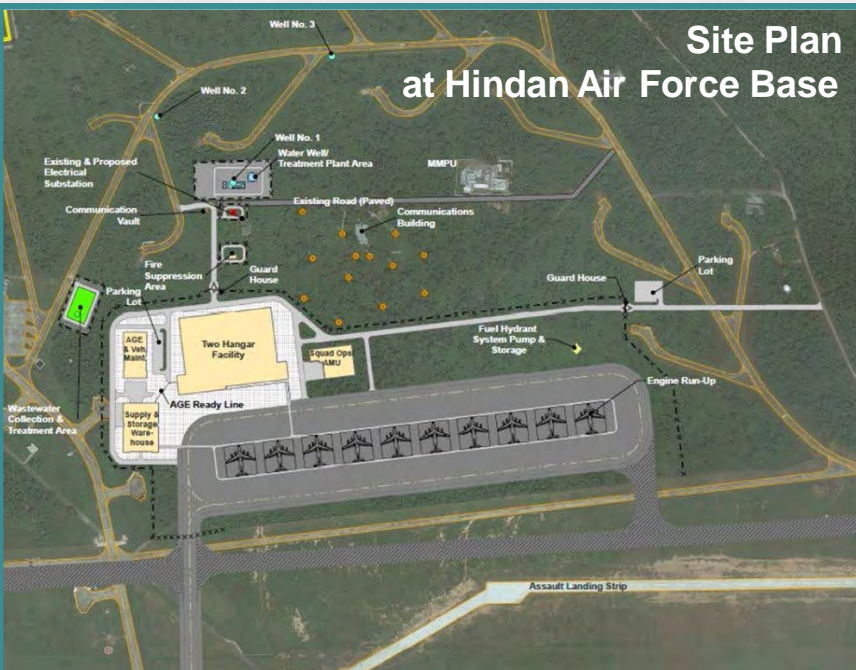 Site Plan
at Hindan Air Force Base
Well No. 3
Well No. 2
Well No. 1
Water Well/
Treatment Plant Area
MMPU
Existing & Proposed
Electrical
Substation
Existing Road (Paved)
Communication
Vault
Communications
Building
Fire
Suppression
Area
Guard
House
Guard House
Parking
Lot
Parking
Lot
AGE
& Veh.
Maint.
Two Hangar
Facility
Squad Ops
AMU
Fuel Hydrant
System Pump &
Storage
Engine Run-Up
AGE Ready Line
Wastewater
Collection &
Treatment Area
Supply &
Storage
Ware-
house
Assault Landing Strip